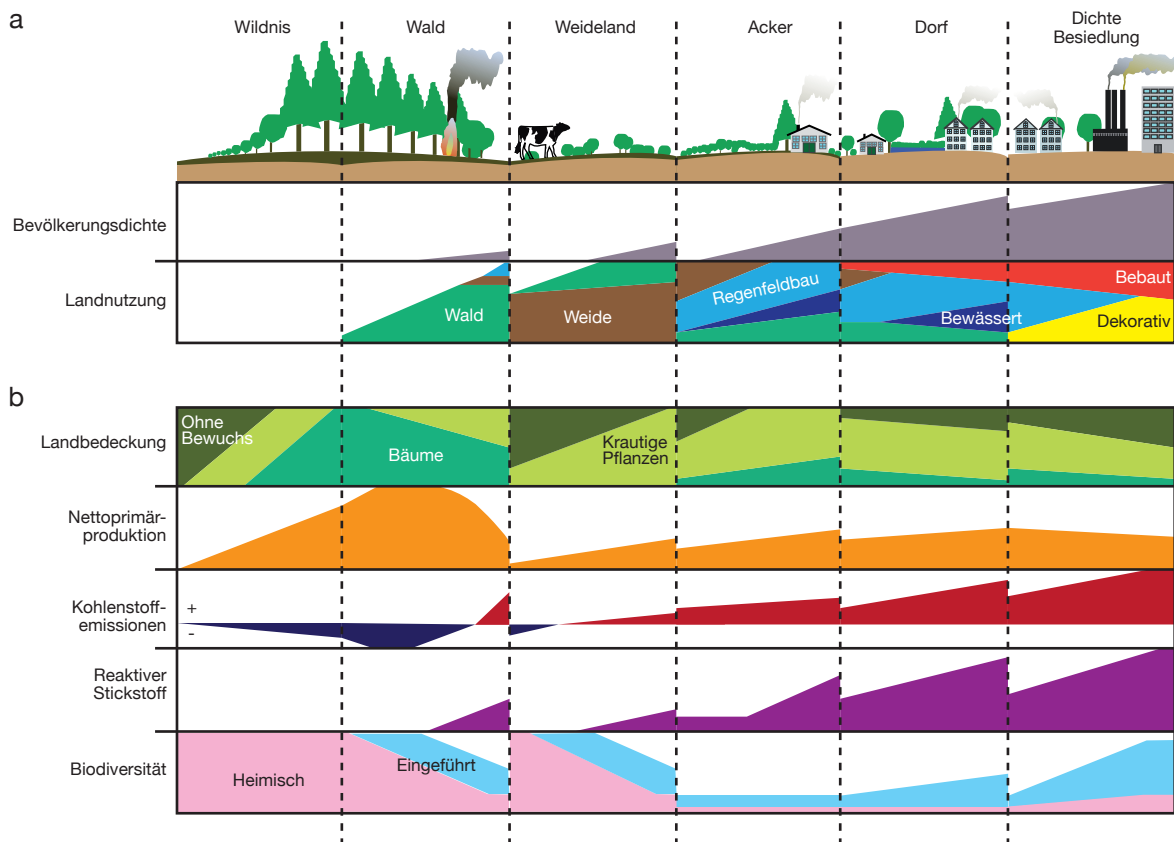 a
Wildnis
Wald
Weideland
Acker
Dorf
Dichte
Besiedlung
Bevölkerungsdichte
Landnutzung
Wald
Weide
Regenfeldbau
Bewässert
Bebaut
Dekorativ
b
Landbedeckung
Ohne
Bewuchs
Bäume
Krautige
Pflanzen
Nettoprimär-
produktion
Kohlenstoff-
emissionen
+
-
Reaktiver
Stickstoff
Biodiversität
Heimisch
Eingeführt